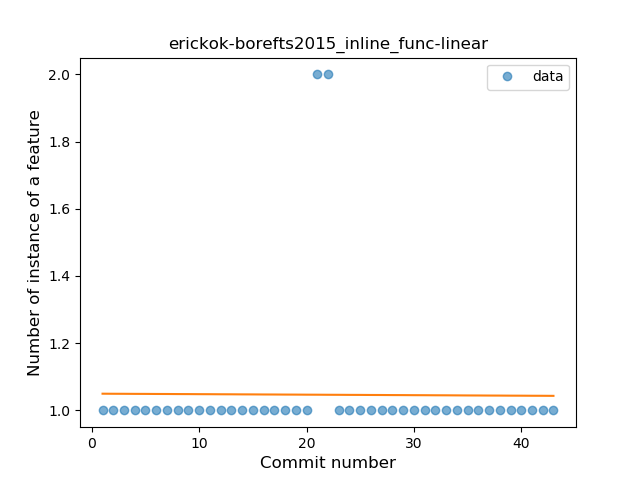 erickok-borefts2015_inline_func-linear
data
Number of instance of a feature
2.0
1.8
1.6
1.4
1.2
1.0
0
10
20
30
40
Commit number